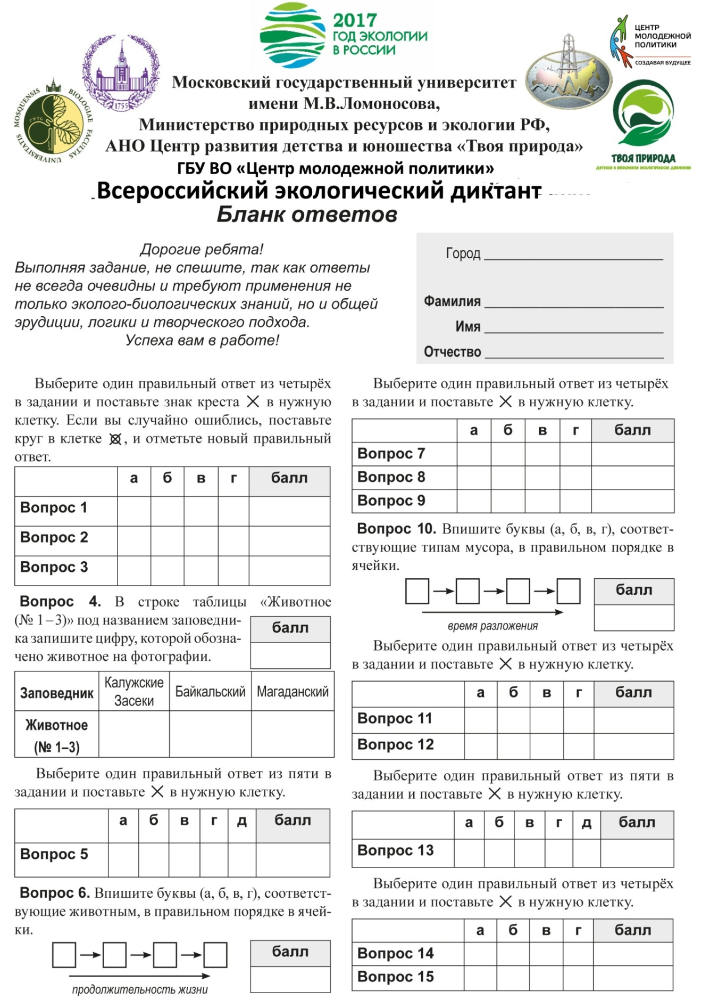 2017
ГОД ЭКОЛОГИИ
В РОССИИ
ЦЕНТР
МОЛОДЕЖНОЙ
ПОЛИТИКИ
СОЗДАВАЯ БУДУЩЕЕ
1755
MOSQUENSIS BIOLOGIAE FACULTAS UNIVERSITATIS
Московский государственный университет
имени М.В.Ломоносова,
Министерство природных ресурсов и экологии РФ,
АНО Центр развития детства и юношества «Твоя природа»
ТВОЯ ПРИРОДА
детское и юношеское экологическое движение
ГБУ ВО «Центр молодежной политики»
Всероссийский экологический диктант
Бланк ответов
Дорогие ребята!
Выполняя задание, не спешите, так как ответы
не всегда очевидны и требуют применения не
только эколого-биологических знаний, но и общей
эрудиции, логики и творческого подхода.
Успеха вам в работе!
Город
Фамилия
Имя
Отчество
Выберите один правильный ответ из четырёх
в задании и поставьте знак креста в нужную
клетку. Если вы случайно ошиблись, поставьте
круг в клетке , и отметьте новый правильный
ответ.
а б в г балл
Вопрос 1
Вопрос 2
Вопрос 3
Вопрос 4. В строке таблицы «Животное
(№ 1–3)» под названием заповедни-
ка запишите цифру, которой обозна-
чено животное на фотографии.
балл
Заповедник Калужские Засеки Байкальский Магаданский
Животное
(№ 1–3)
Выберите один правильный ответ из пяти в
задании и поставьте в нужную клетку.
а б в г д балл
Вопрос 5
Вопрос 6. Впишите буквы (а, б, в, г), соответст-
вующие животным, в правильном порядке в ячей-
ки.
балл
продолжительность жизни
Выберите один правильный ответ из четырёх
в задании и поставьте в нужную клетку.
а б в г балл
Вопрос 7
Вопрос 8
Вопрос 9
Вопрос 10. Впишите буквы (а, б, в, г), соответ-
ствующие типам мусора, в правильном порядке в
ячейки.
балл
время разложения
Выберите один правильный ответ из четырёх
в задании и поставьте в нужную клетку.
а б в г балл
Вопрос 11
Вопрос 12
Выберите один правильный ответ из пяти в
задании и поставьте в нужную клетку.
а б в г д балл
Вопрос 13
Выберите один правильный ответ из четырёх
в задании и поставьте в нужную клетку.
а б в г балл
Вопрос 14
Вопрос 15